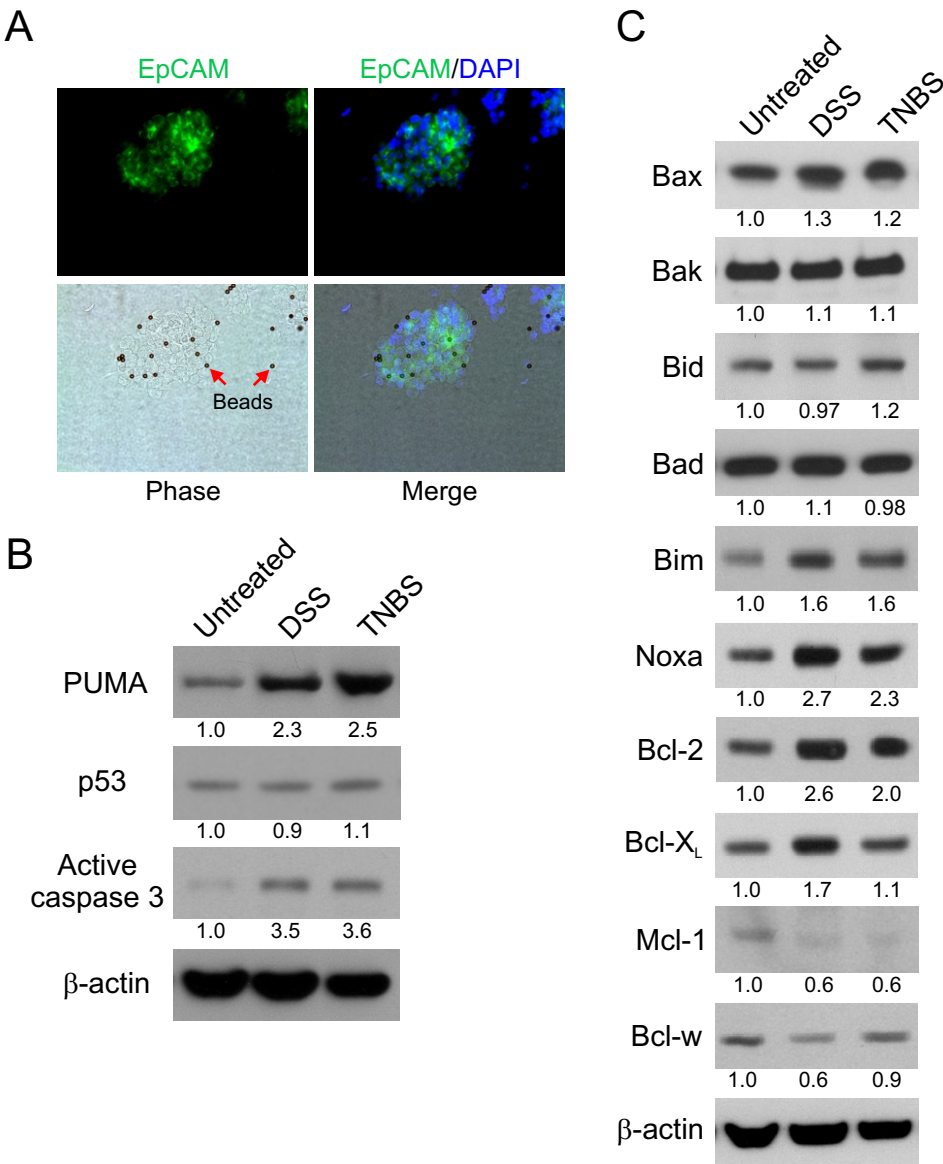 A
EpCAM
EpCAM/DAPI
Beads
Phase
Merge
B
Untreated
DSS
TNBS
PUMA
1.0 2.3 2.5
p53
1.0 0.9 1.1
Active
caspase 3
1.0 3.5 3.6
β-actin
C
Untreated
DSS
TNBS
Bax
1.0 1.3 1.2
Bak
1.0 1.1 1.1
Bid
1.0 0.97 1.2
Bad
1.0 1.1 0.98
Bim
1.0 1.6 1.6
Noxa
1.0 2.7 2.3
Bcl-2
1.0 2.6 2.0
Bcl-X<sub>L</sub>
1.0 1.7 1.1
Mcl-1
1.0 0.6 0.6
Bcl-w
1.0 0.6 0.9
β-actin